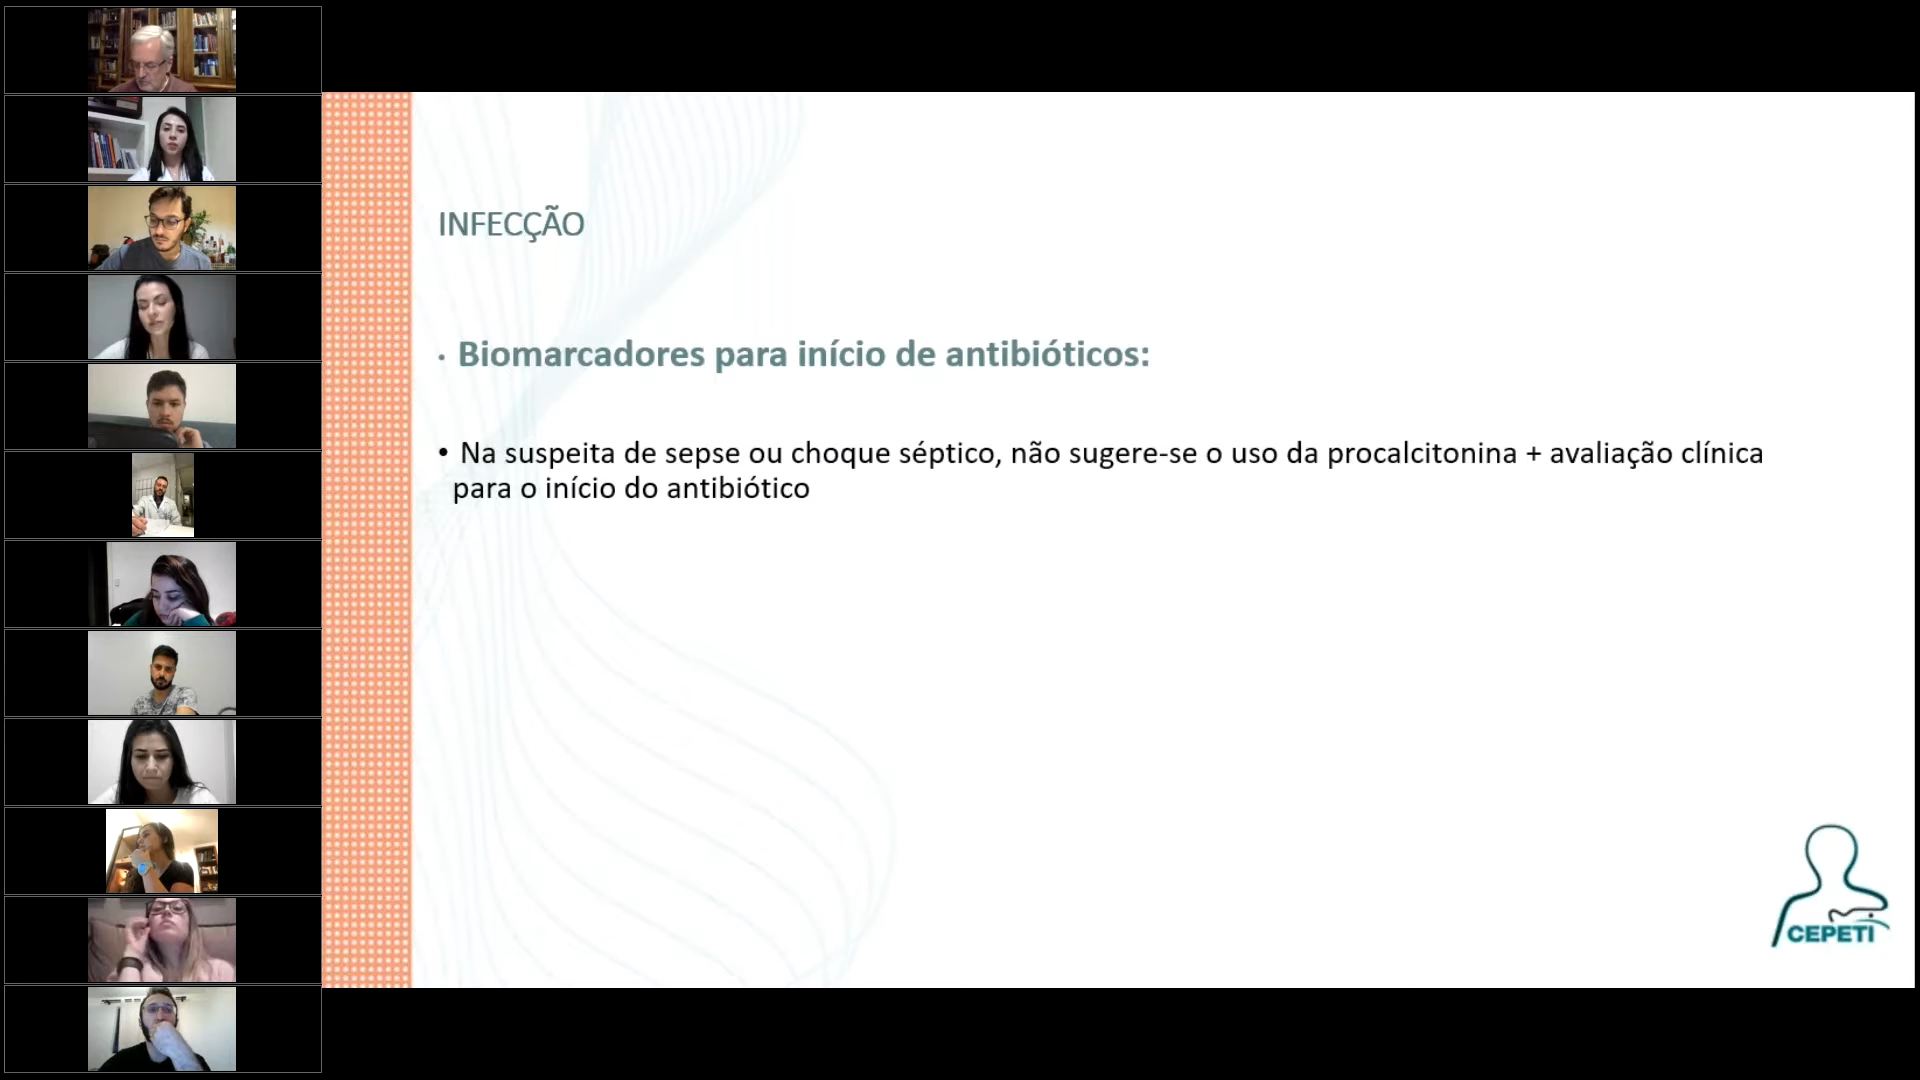 INFECÇÃO
• Biomarcadores para início de antibióticos:
• Na suspeita de sepse ou choque séptico, não sugere-se o uso da procalcitonina + avaliação clínica
para o início do antibiótico
CEPETI